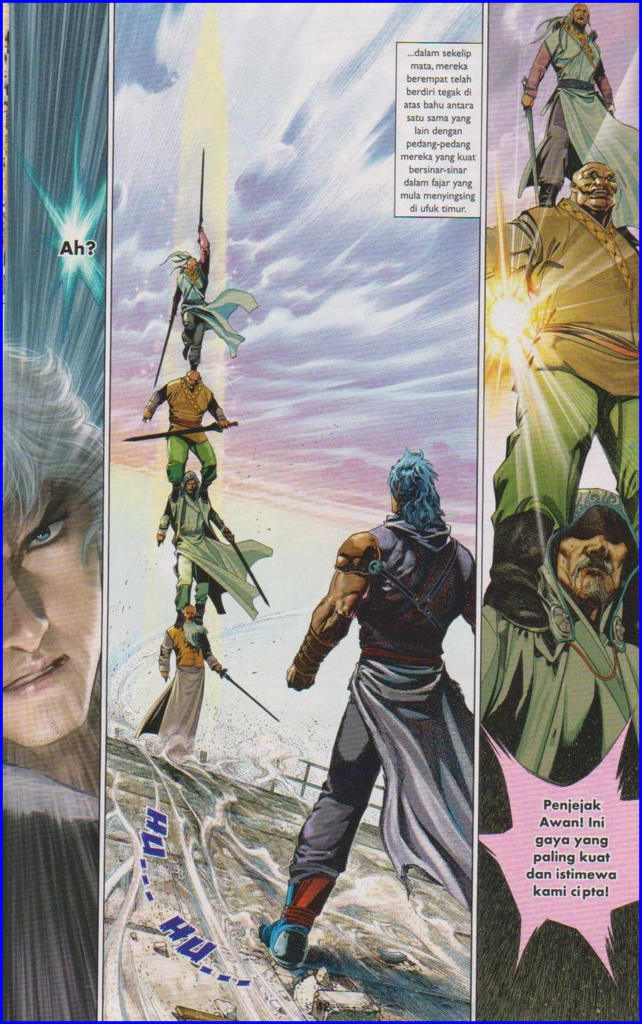 Ah?
...dalam sekelip
mata, mereka
berempat telah
berdiri tegak di
atas bahu antara
satu sama yang
lain dengan
pedang-pedang
mereka yang kuat
bersinar-sinar
dalam fajar yang
mula menyingsing
di ufuk timur.
HU...
HU...
Penjejak
Awan! Ini
gaya yang
paling kuat
dan istimewa
kami cipta!